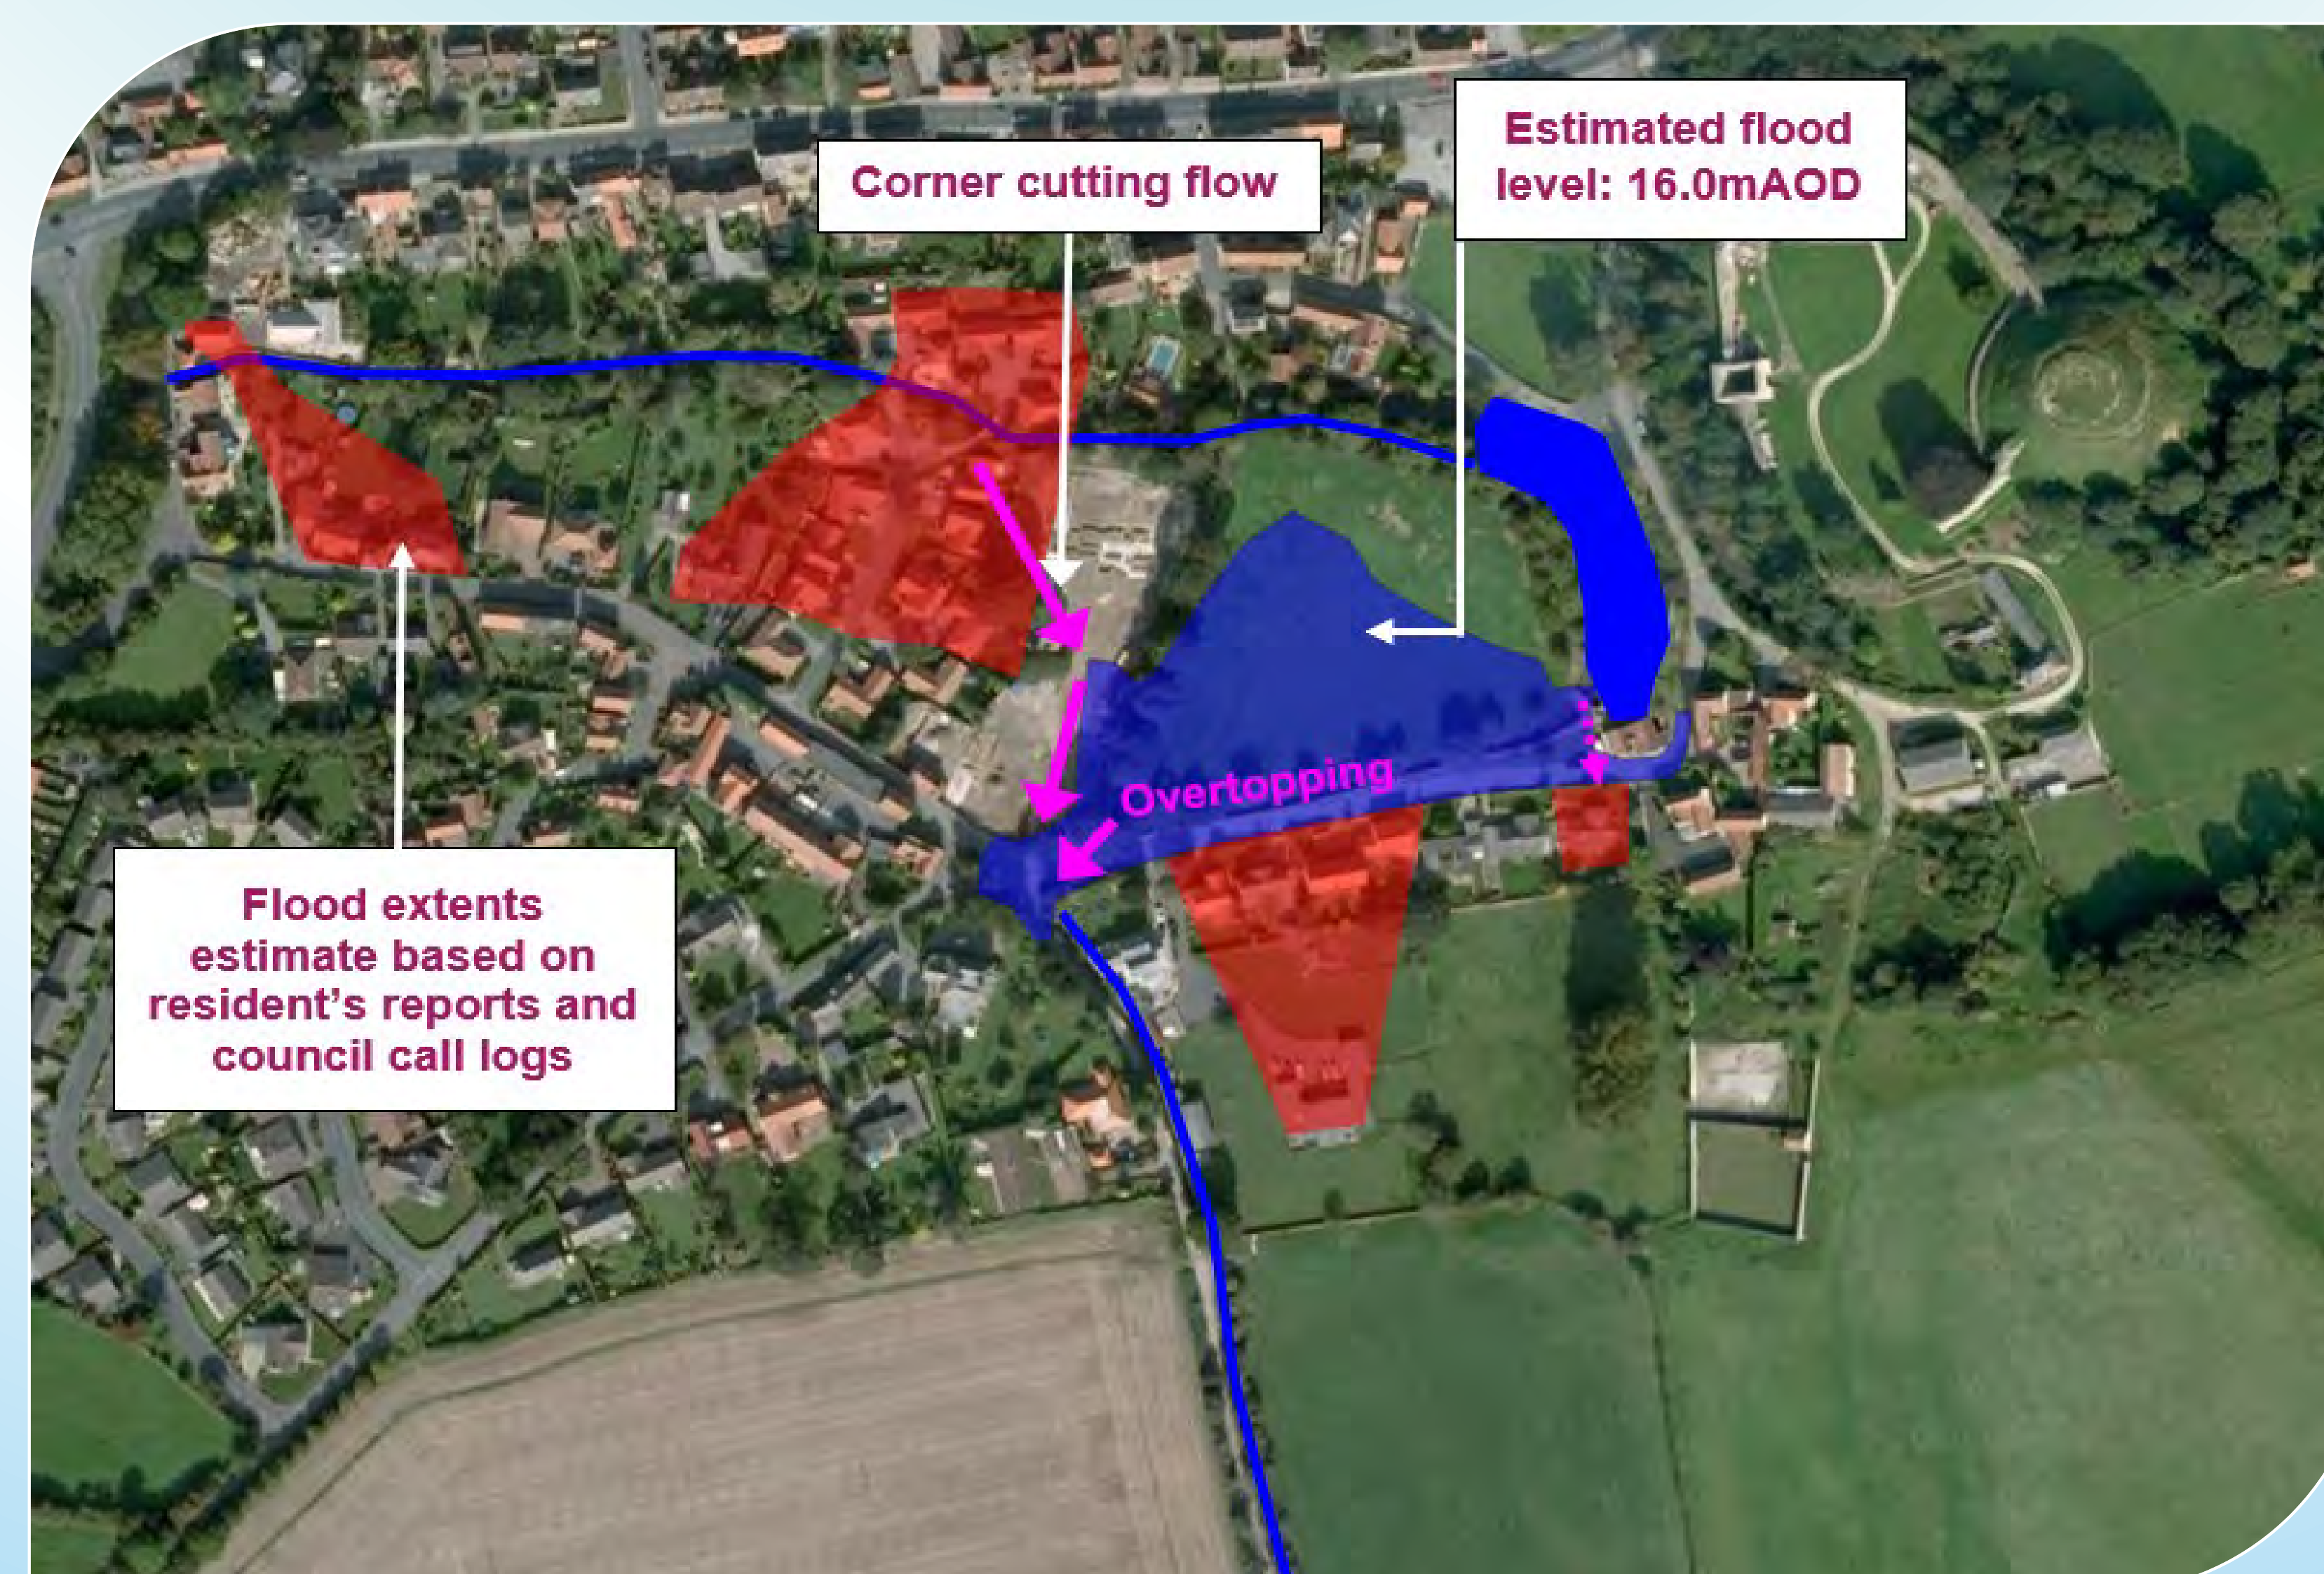 Corner cutting flow
Estimated flood
level: 16.0mAOD
Overtopping
Flood extents
estimate based on
resident's reports and
council call logs